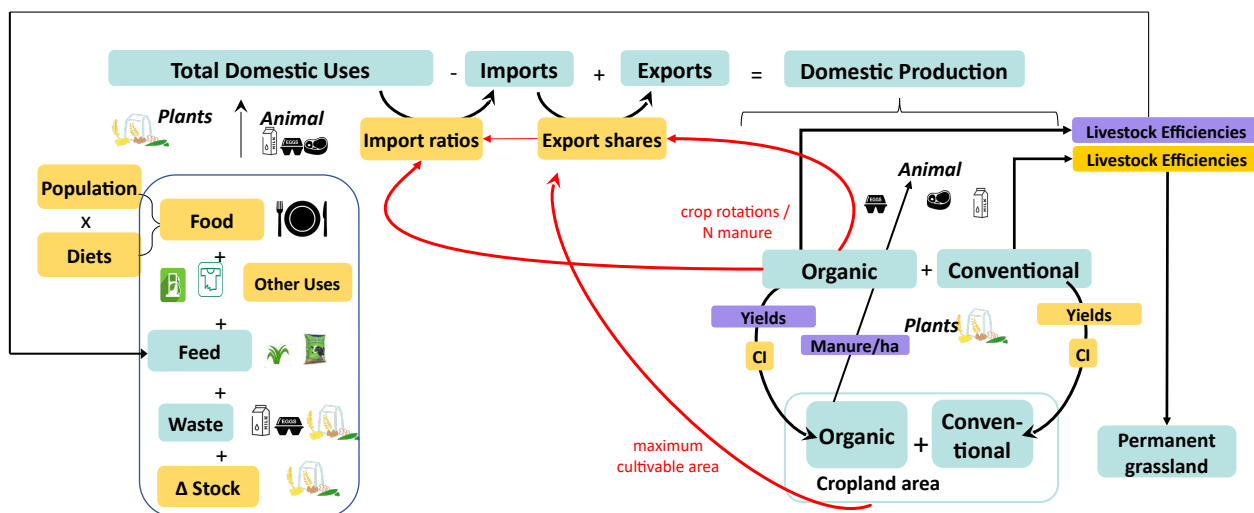 Total Domestic Uses - Imports + Exports = Domestic Production
Plants
Animal
EGGS
Import ratios
Export shares
Livestock Efficiencies
Livestock Efficiencies
Population
x
Diets
Food
+
Other Uses
+
Feed
+
Waste
EGGS
+
Δ Stock
Animal
crop rotations /
N manure
Organic + Conventional
Yields
Plants
Yields
CI
Manure/ha
CI
maximum
cultivable area
Organic + Conven-
tional
Cropland area
Permanent
grassland